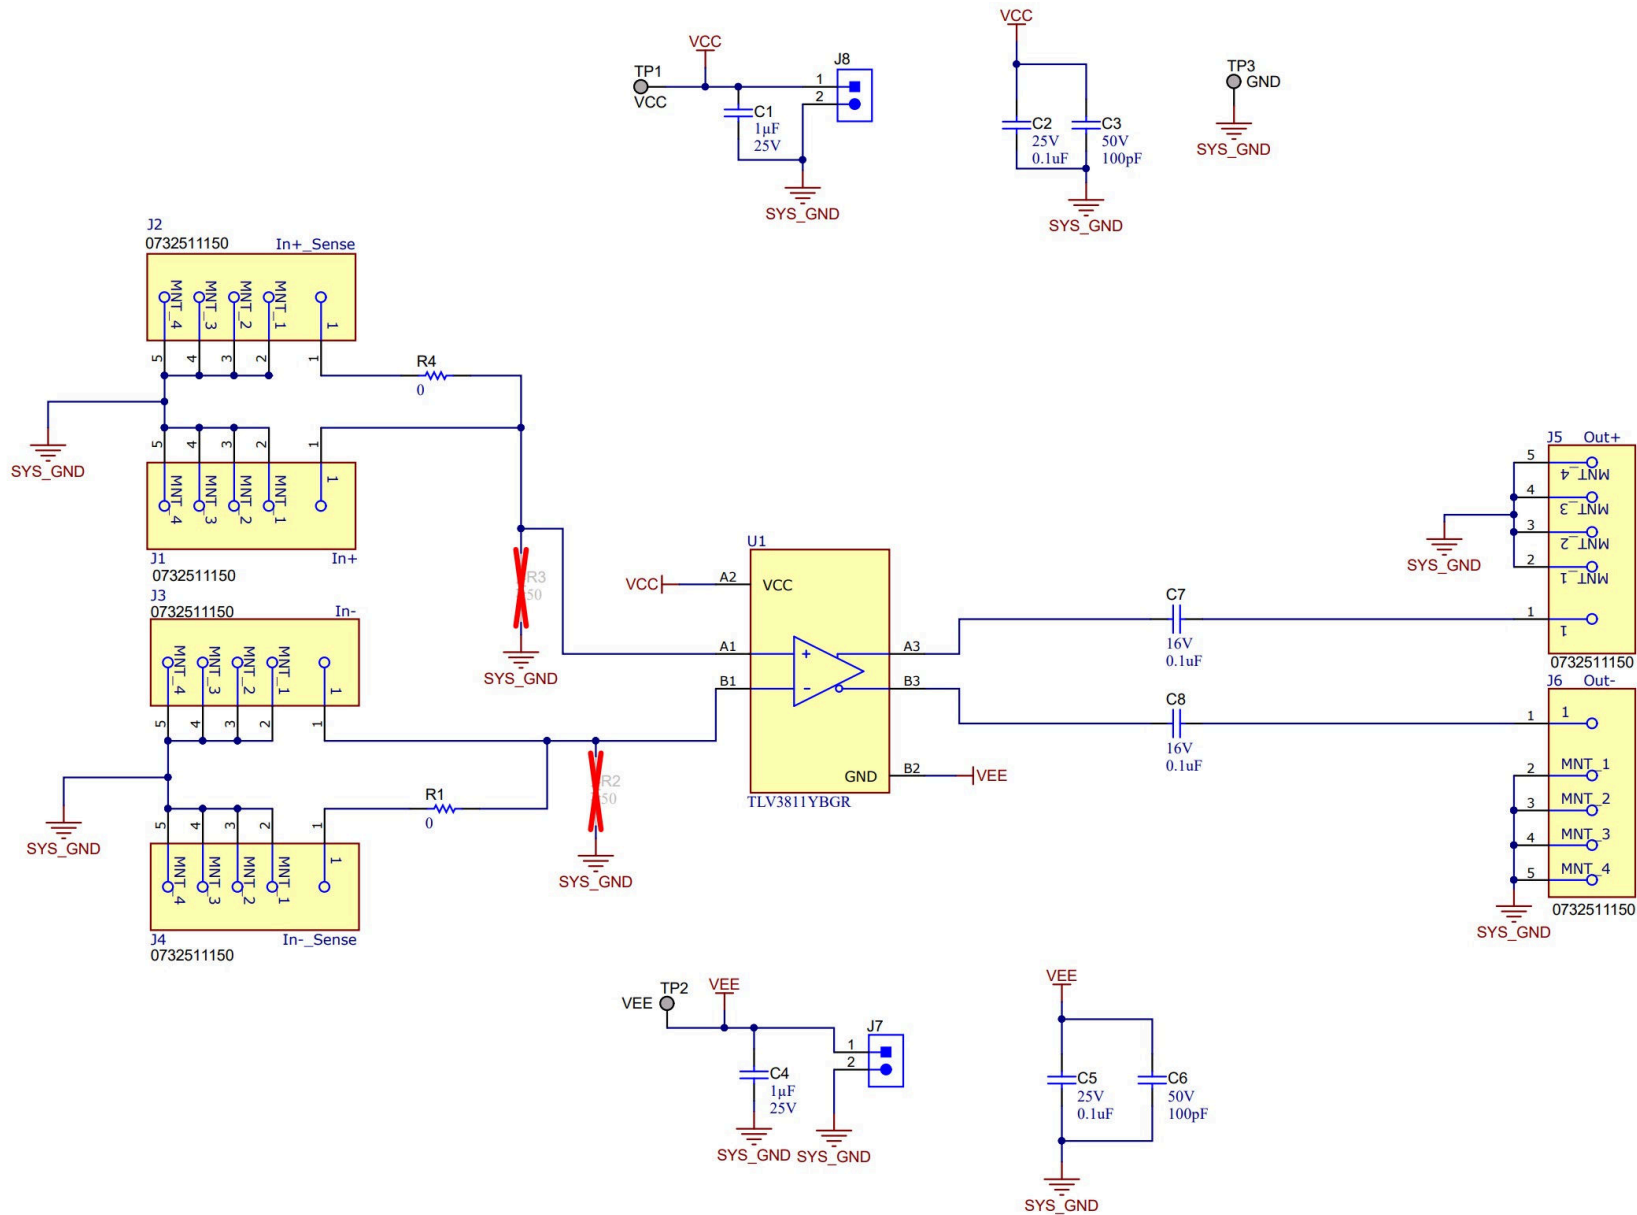 VCC
TP1
VCC
J8
1
2
C1
1µF
25V
SYS_GND
VCC
C2
25V
0.1uF
C3
50V
100pF
SYS_GND
TP3
GND
SYS_GND
J2
0732511150
In+_Sense
MNT_4
MNT_3
MNT_2
MNT_1
1
5
4
3
2
1
R4
0
SYS_GND
5
4
3
2
1
MNT_4
MNT_3
MNT_2
MNT_1
1
J1
In+
0732511150
R3
50
SYS_GND
J3
0732511150
In-
MNT_4
MNT_3
MNT_2
MNT_1
1
5
4
3
2
1
R1
0
R2
50
SYS_GND
SYS_GND
5
4
3
2
1
MNT_4
MNT_3
MNT_2
MNT_1
1
J4
In-_Sense
0732511150
U1
VCC
A2
VCC
A1
+
A3
B1
-
B3
GND
B2
VEE
TLV3811YBGR
C7
16V
0.1uF
C8
16V
0.1uF
J5
Out+
5
MNT_4
4
MNT_3
3
MNT_2
2
MNT_1
1
1
SYS_GND
0732511150
J6
Out-
1
1
2
MNT_1
3
MNT_2
4
MNT_3
5
MNT_4
0732511150
SYS_GND
VEE
TP2
VEE
J7
1
2
C4
1µF
25V
SYS_GND
SYS_GND
VEE
C5
25V
0.1uF
C6
50V
100pF
SYS_GND